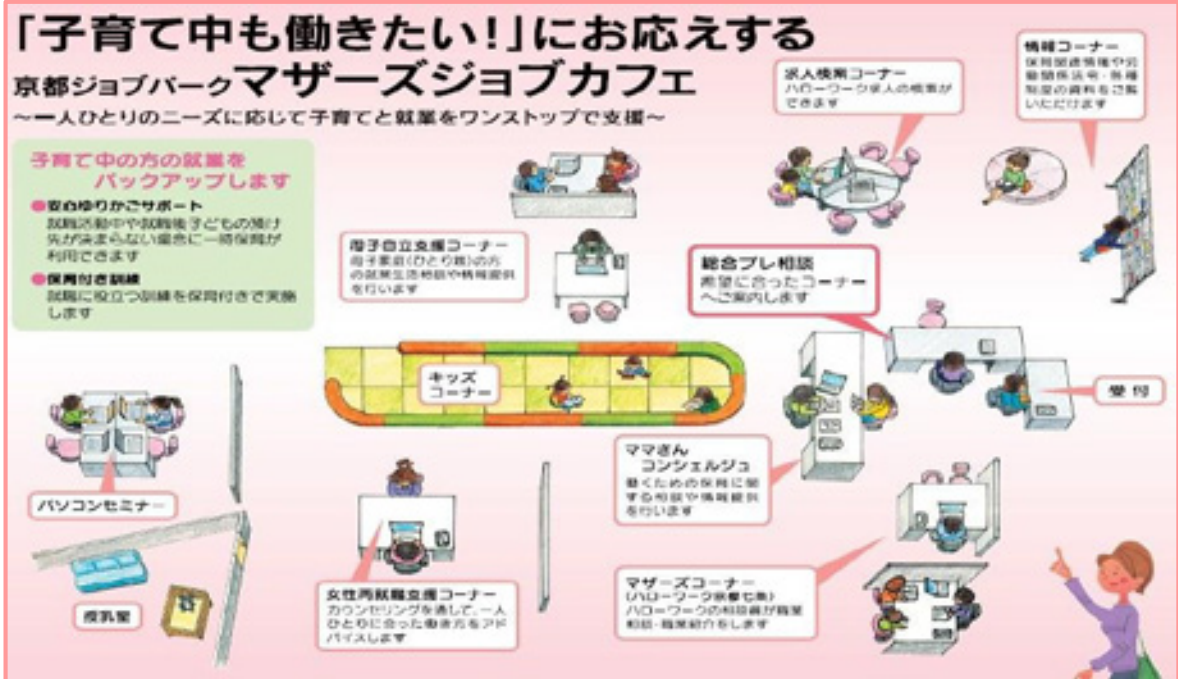 「子育て中も働きたい!」にお応えする
京都ジョブパークマザーズジョブカフェ
～一人ひとりのニーズに応じて子育てと就業をワンストップで支援～
子育て中の方の就業を
バックアップします
●安心ゆりかごサポート
就職活動中や就職後子どもの預け
先が決まらない場合に一時保育が
利用できます
●保育付き訓練
就職に役立つ訓練を保育付きで実施
します
求人検索コーナー
ハローワーク求人の検索が
できます
情報コーナー
保育関連情報や労
働関係法令・各種
制度の資料をご覧
いただけます
母子自立支援コーナー
母子家庭(ひとり親)の方
の就業生活相談や情報提供
を行います
総合プレ相談
希望に合ったコーナー
へご案内します
キッズ
コーナー
受付
ママさん
コンシェルジュ
働くための保育に関
する相談や情報提供
を行います
パソコンセミナー
授乳室
女性再就職支援コーナー
カウンセリングを通して、一人
ひとりに合った働き方をアド
バイスします
マザーズコーナー
(ハローワーク京都七条)
ハローワークの相談員が職業
相談・職業紹介をします